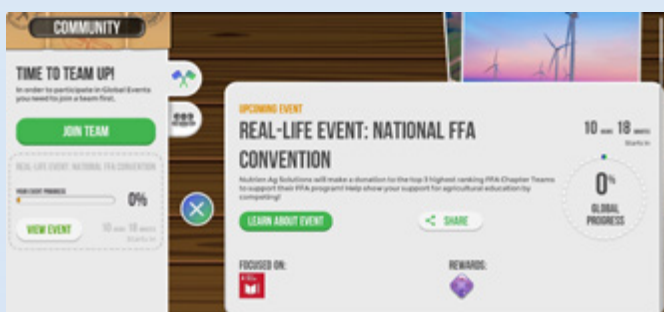 COMMUNITY
TIME TO TEAM UP!
In order to participate in Global Events
you need to join a team first.
JOIN TEAM
REAL-LIFE EVENT: NATIONAL FFA CONVENTION
YOUR EVENT PROGRESS
0%
VIEW EVENT
10 18
Starts in
UPCOMING EVENT
REAL-LIFE EVENT: NATIONAL FFA
CONVENTION
Nutrien Ag Solutions will make a donation to the top 3 highest ranking FFA Chapter Teams
to support their FFA program! Help show your support for agricultural education by
competing!
LEARN ABOUT EVENT
SHARE
10 18
Starts in
0%
GLOBAL
PROGRESS
FOCUSED ON:
REWARDS: